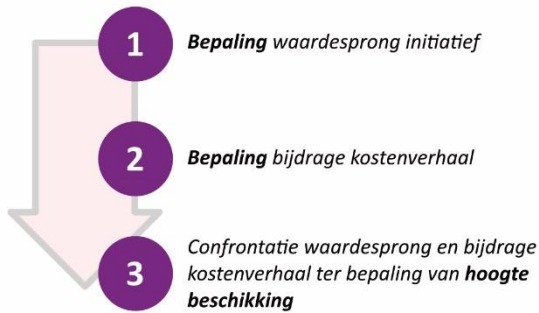 1
Bepaling waardesprong initiatief
2
Bepaling bijdrage kostenverhaal
3
Confrontatie waardesprong en bijdrage
kostenverhaal ter bepaling van hoogte
beschikking